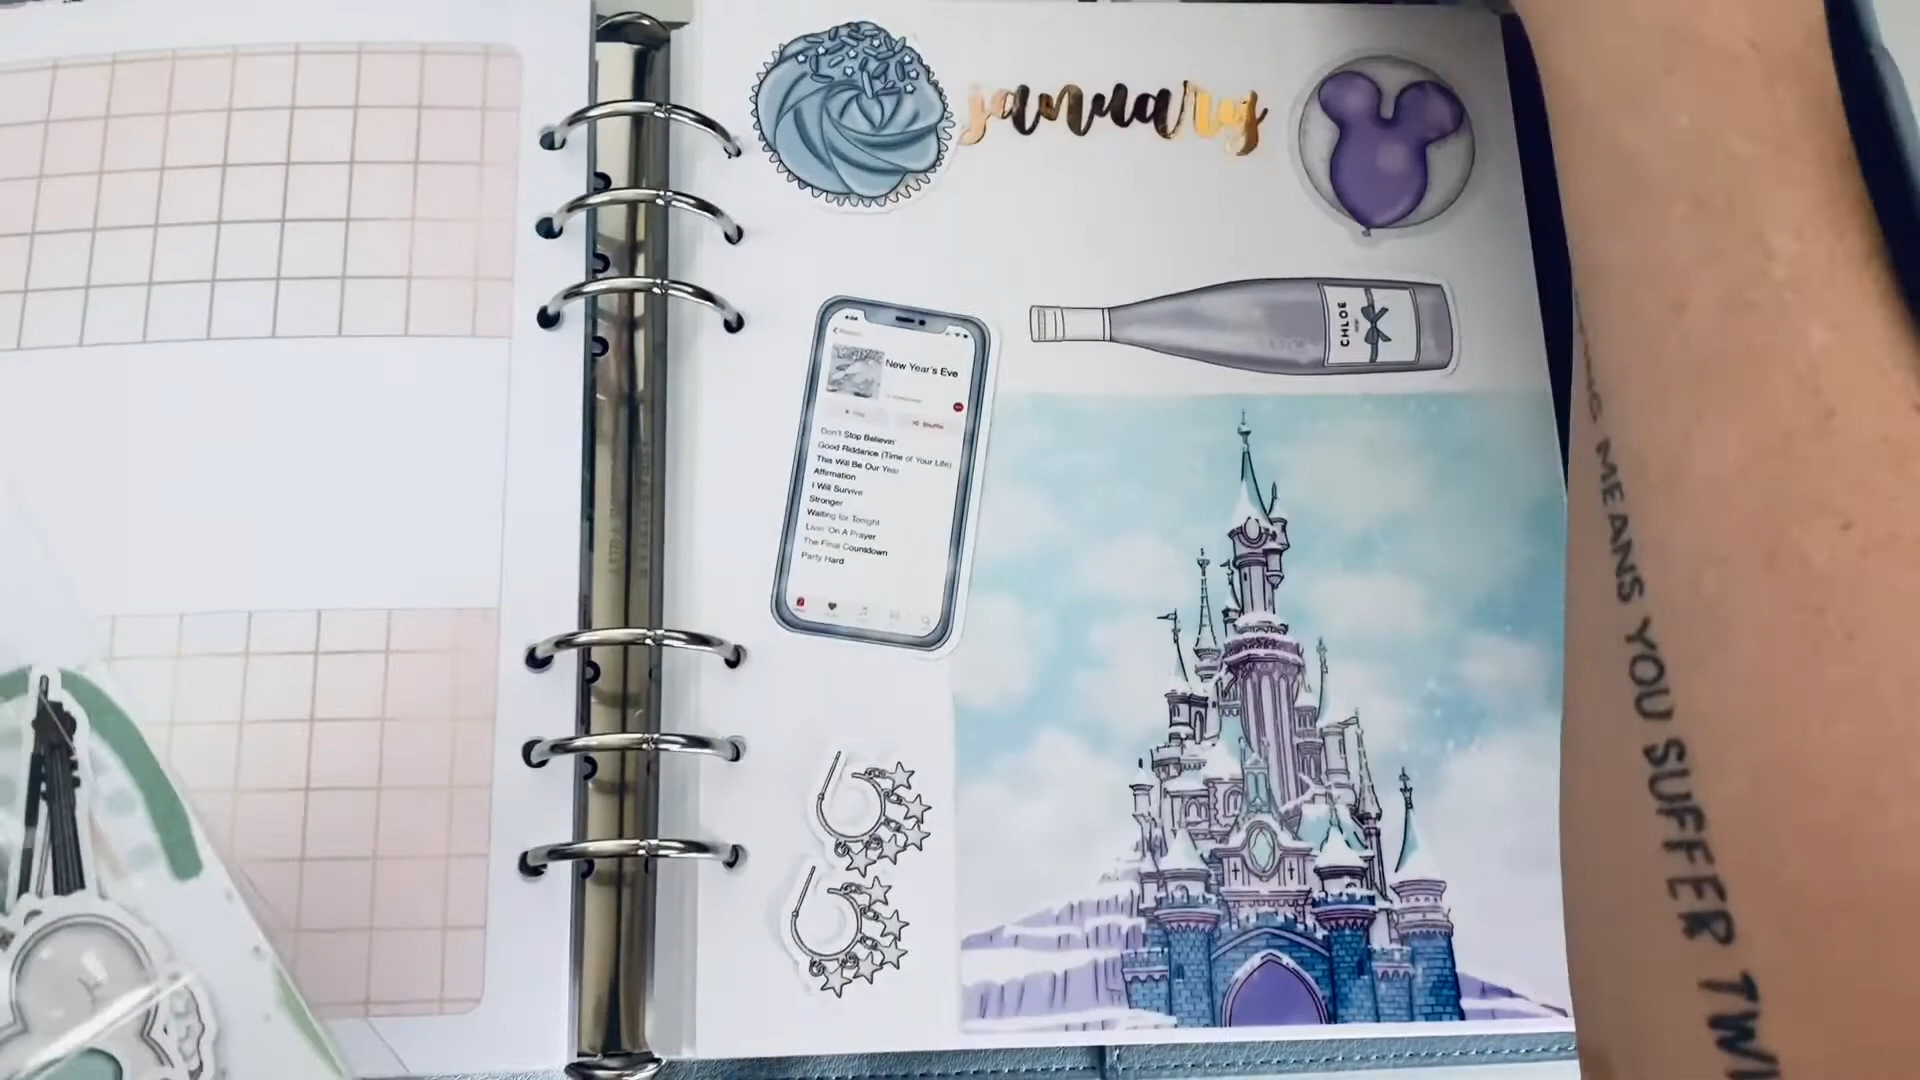 january
CHLOE
New Year's Eve
Shuffle
Don't Stop Believin'
Good Riddance (Time of Your Life)
This Will Be Our Year
Affirmation
I Will Survive
Stronger
Waiting for Tonight
Livin' On A Prayer
The Final Countdown
Party Hard
MEANS YOU SUFFER